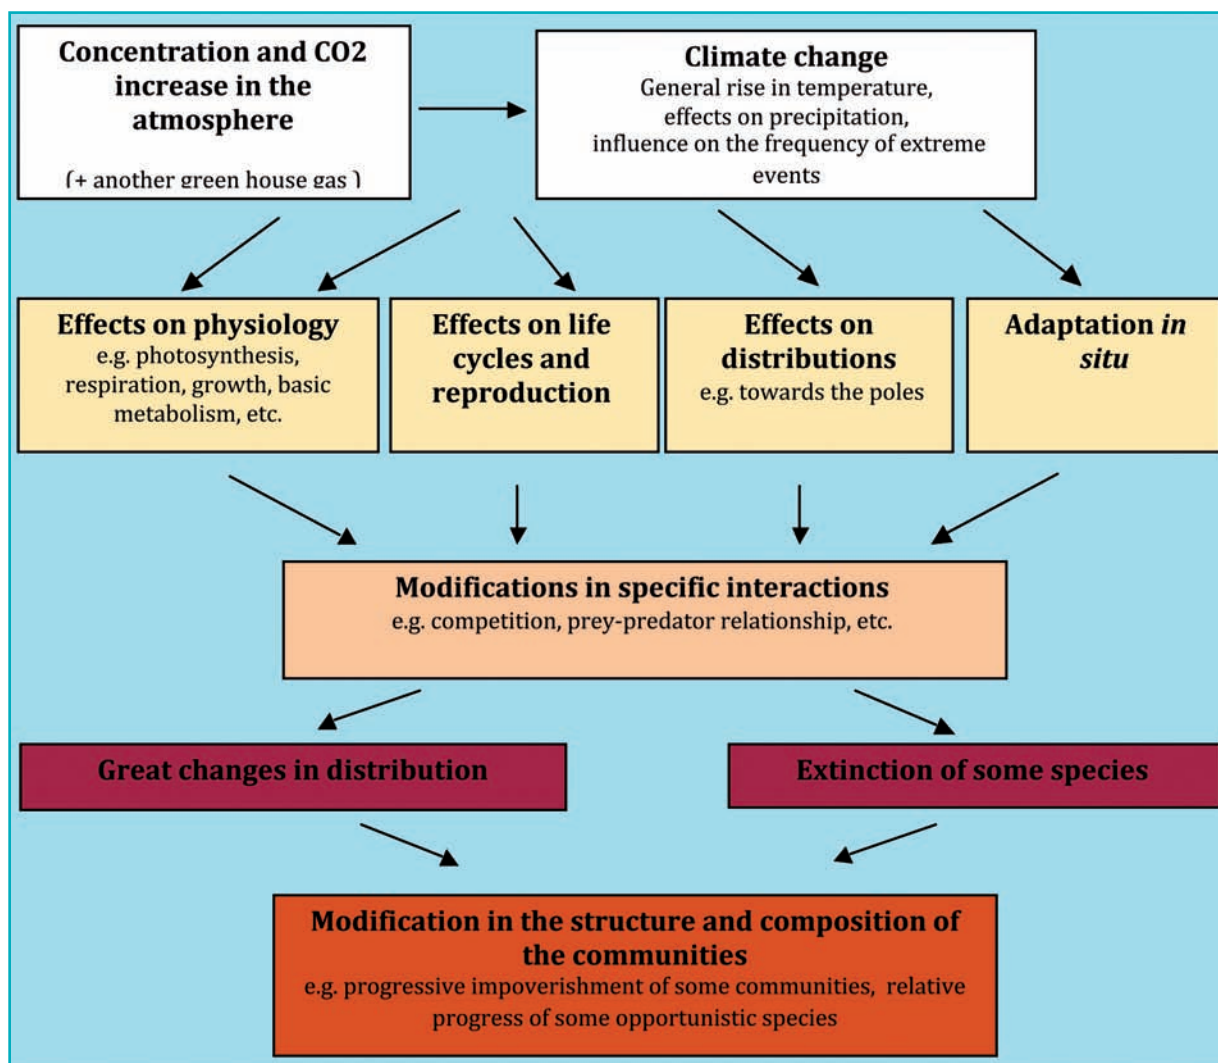 Concentration and CO2
increase in the
atmosphere
(+ another green house gas )
Climate change
General rise in temperature,
effects on precipitation,
influence on the frequency of extreme
events
Effects on physiology
e.g. photosynthesis,
respiration, growth, basic
metabolism, etc.
Effects on life
cycles and
reproduction
Effects on
distributions
e.g. towards the poles
Adaptation in
situ
Modifications in specific interactions
e.g. competition, prey-predator relationship, etc.
Great changes in distribution
Extinction of some species
Modification in the structure and composition of
the communities
e.g. progressive impoverishment of some communities,  relative
progress of some opportunistic species